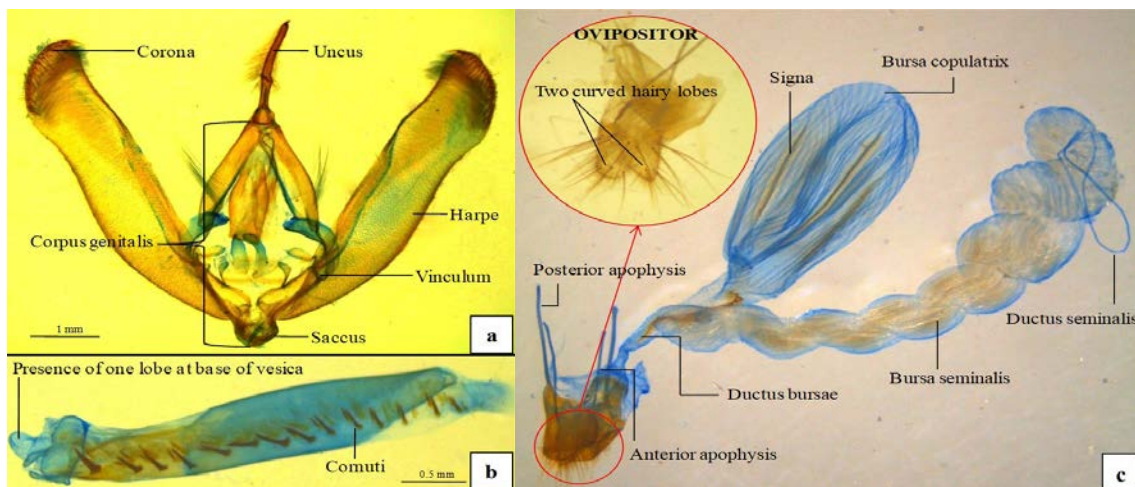 Corona
Uncus
Harpe
Corpus genitalis
Vinculum
Saccus
1 mm
a
Presence of one lobe at base of vesica
Cornuti
0.5 mm
b
OVIPOSITOR
Two curved hairy lobes
Signa
Bursa copulatrix
Posterior apophysis
Ductus seminalis
Bursa seminalis
Ductus bursae
Anterior apophysis
c